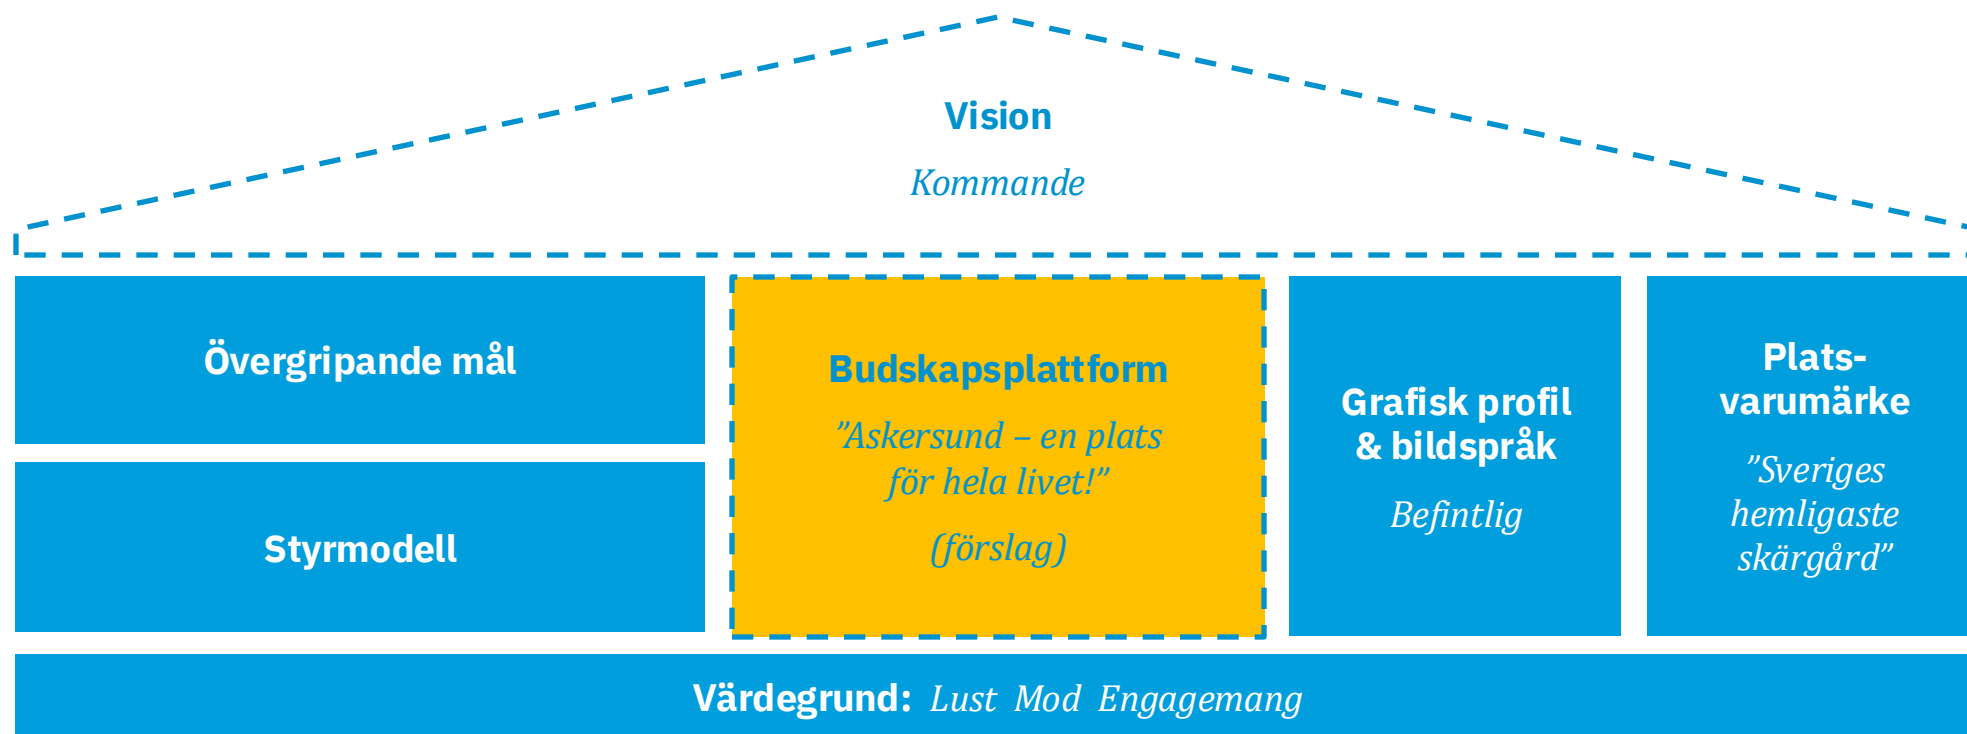 Vision
Kommande
Övergripande mål
Styrmodell
Budskapsplattform
”Askersund – en plats
för hela livet!”
(förslag)
Grafisk profil
& bildspråk
Befintlig
Plats-
varumärke
”Sveriges
hemligaste
skärgård”
Värdegrund: Lust Mod Engagemang